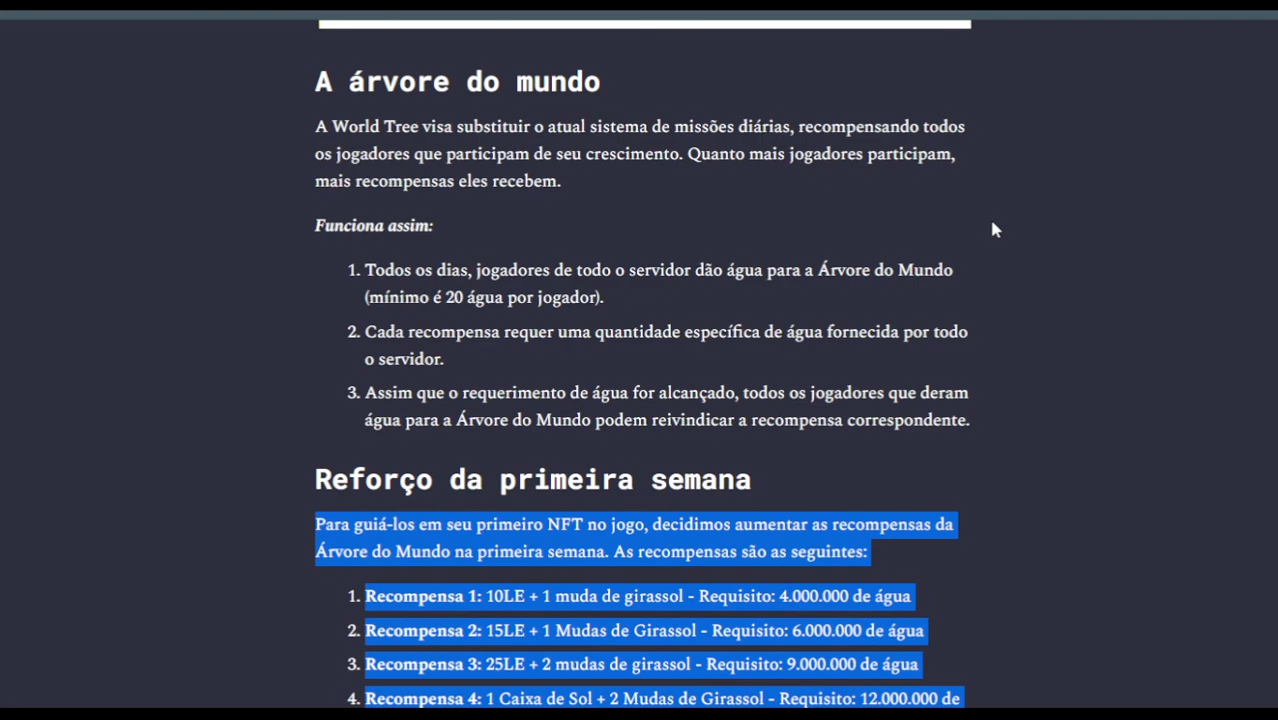 A árvore do mundo
A World Tree visa substituir o atual sistema de missões diárias, recompensando todos
os jogadores que participam de seu crescimento. Quanto mais jogadores participam,
mais recompensas eles recebem.
Funciona assim:
1. Todos os dias, jogadores de todo o servidor dão água para a Árvore do Mundo
(mínimo é 20 água por jogador).
2. Cada recompensa requer uma quantidade específica de água fornecida por todo
o servidor.
3. Assim que o requerimento de água for alcançado, todos os jogadores que deram
água para a Árvore do Mundo podem reivindicar a recompensa correspondente.
Reforço da primeira semana
Para guiá-los em seu primeiro NFT no jogo, decidimos aumentar as recompensas da
Árvore do Mundo na primeira semana. As recompensas são as seguintes:
1. Recompensa 1: 10LE + 1 muda de girassol - Requisito: 4.000.000 de água
2. Recompensa 2: 15LE + 1 Mudas de Girassol - Requisito: 6.000.000 de água
3. Recompensa 3: 25LE + 2 mudas de girassol - Requisito: 9.000.000 de água
4. Recompensa 4: 1 Caixa de Sol + 2 Mudas de Girassol - Requisito: 12.000.000 de